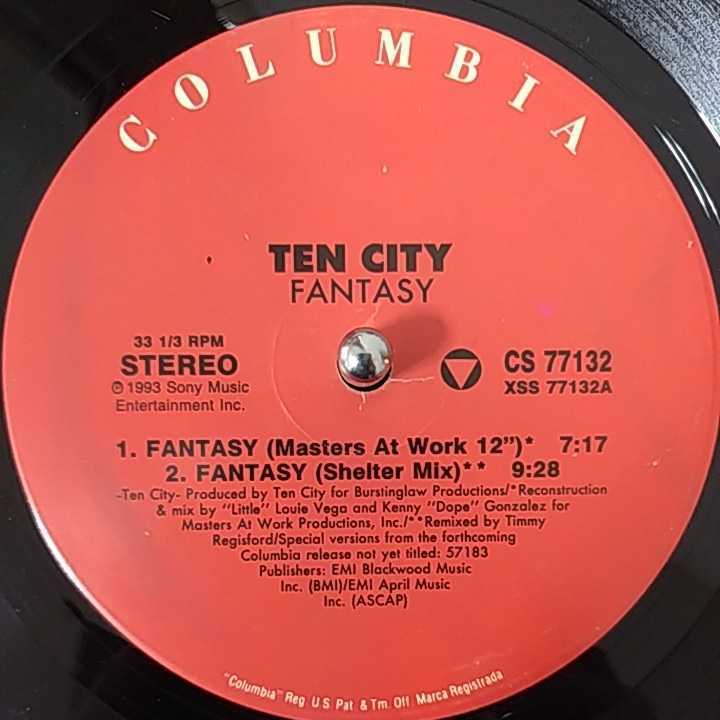 COLUMBIA
TEN CITY
FANTASY
33 1/3 RPM
STEREO
℗1993 Sony Music
Entertainment Inc.
CS 77132
XSS 77132A
1. FANTASY (Masters At Work 12")* 7:17
2. FANTASY (Shelter Mix)** 9:28
-Ten City- Produced by Ten City for Burstinglaw Productions/*Reconstruction
& mix by "Little" Louie Vega and Kenny "Dope" Gonzalez for
Masters At Work Productions, Inc./**Remixed by Timmy
Regisford/Special versions from the forthcoming
Columbia release not yet titled: 57183
Publishers: EMI Blackwood Music
Inc. (BMI)/EMI April Music
Inc. (ASCAP)
"Columbia" Reg. U.S. Pat. & Tm. Off. Marca Registrada